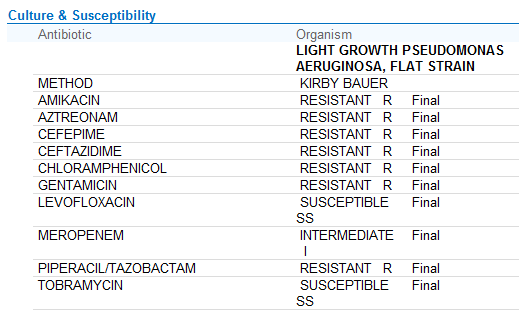 Culture & Susceptibility
Antibiotic Organism
LIGHT GROWTH PSEUDOMONAS
AERUGINOSA, FLAT STRAIN
METHOD KIRBY BAUER
AMIKACIN RESISTANT R Final
AZTREONAM RESISTANT R Final
CEFEPIME RESISTANT R Final
CEFTAZIDIME RESISTANT R Final
CHLORAMPHENICOL RESISTANT R Final
GENTAMICIN RESISTANT R Final
LEVOFLOXACIN SUSCEPTIBLE Final
SS
MEROPENEM INTERMEDIATE Final
I
PIPERACIL/TAZOBACTAM RESISTANT R Final
TOBRAMYCIN SUSCEPTIBLE Final
SS